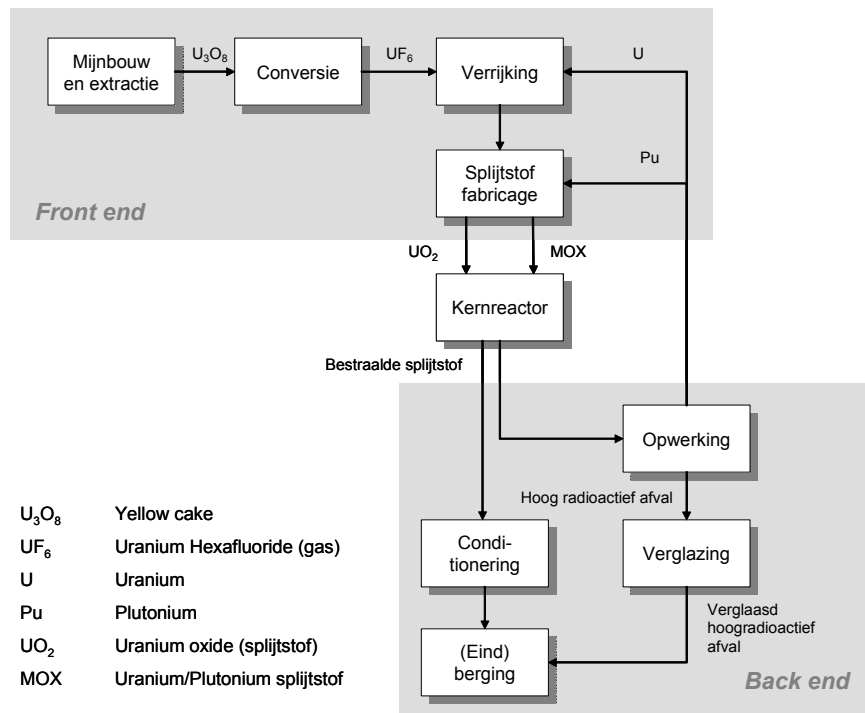 Mijnbouw
en extractie
U₃O₈
Conversie
UF₆
Verrijking
U
Splijtstof
fabricage
Pu
Front end
UO₂
MOX
Kernreactor
Bestraalde splijtstof
Opwerking
Hoog radioactief afval
Condi-
tionering
Verglazing
Verglaasd
hoogradioactief
afval
(Eind)
berging
Back end
U₃O₈ Yellow cake
UF₆ Uranium Hexafluoride (gas)
U Uranium
Pu Plutonium
UO₂ Uranium oxide (splijtstof)
MOX Uranium/Plutonium splijtstof